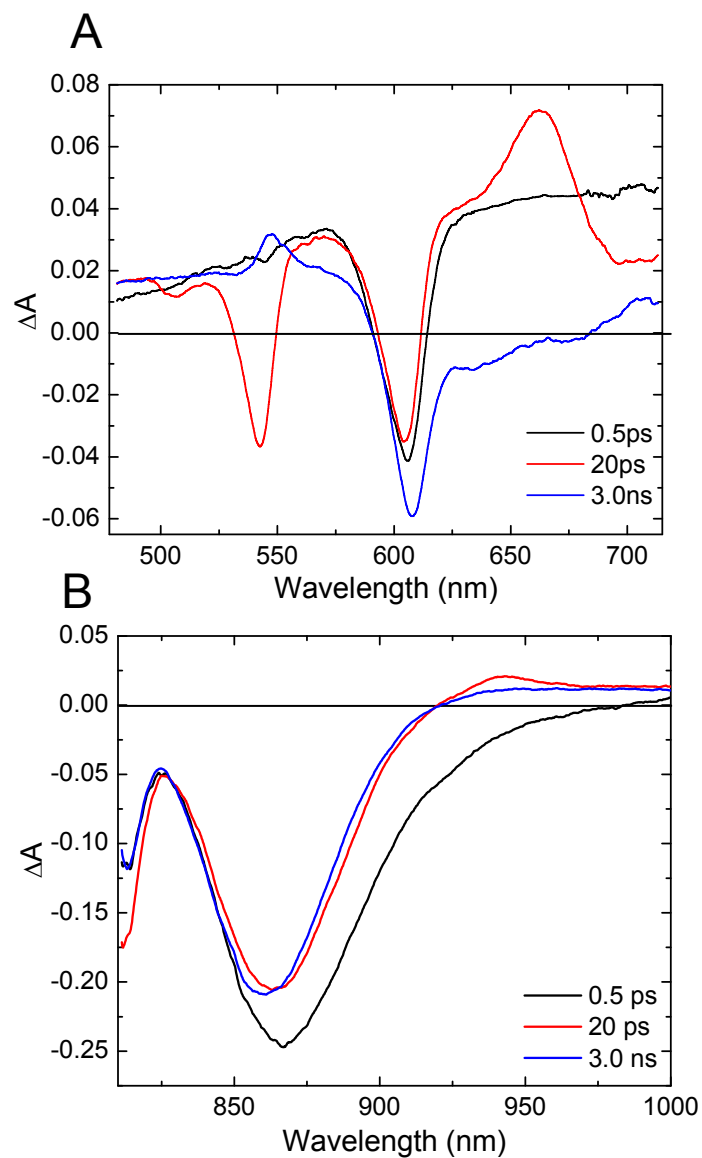 A
0.08
0.06
0.04
0.02
0.00
-0.02
-0.04
-0.06
ΔA
0.5ps
20ps
3.0ns
500 550 600 650 700
Wavelength (nm)
B
0.05
0.00
-0.05
-0.10
-0.15
-0.20
-0.25
ΔA
0.5 ps
20 ps
3.0 ns
850 900 950 1000
Wavelength (nm)